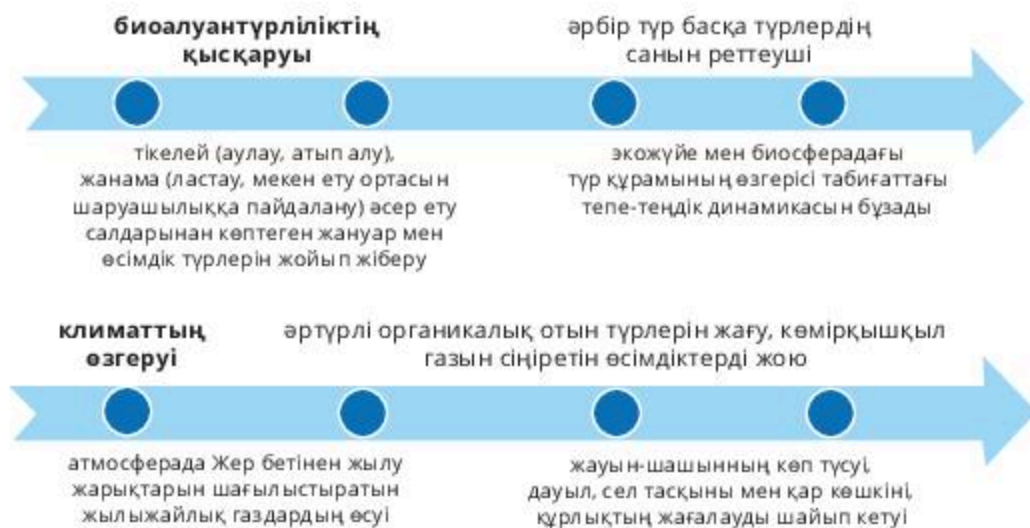 биоалуантүрліліктің
қысқаруы
әрбір түр басқа түрлердің
санын реттеуші
тікелей (аулау, атып алу),
жанама (ластау, мекен ету ортасын
шаруашылыққа пайдалану) әсер ету
салдарынан көптеген жануар мен
өсімдік түрлерін жойып жіберу
экожүйе мен биосферадағы
түр құрамының өзгерісі табиғаттағы
тепе-теңдік динамикасын бұзады
климаттың
өзгеруі
әртүрлі органикалық отын түрлерін жағу, көмірқышқыл
газын сіңіретін өсімдіктерді жою
атмосферада Жер бетінен жылу
жарықтарын шағылыстыратын
жылыжайлық газдардың өсуі
жауын-шашынның көп түсуі,
дауыл, сел тасқыны мен қар көшкіні,
құрлықтың жағалауды шайып кетуі